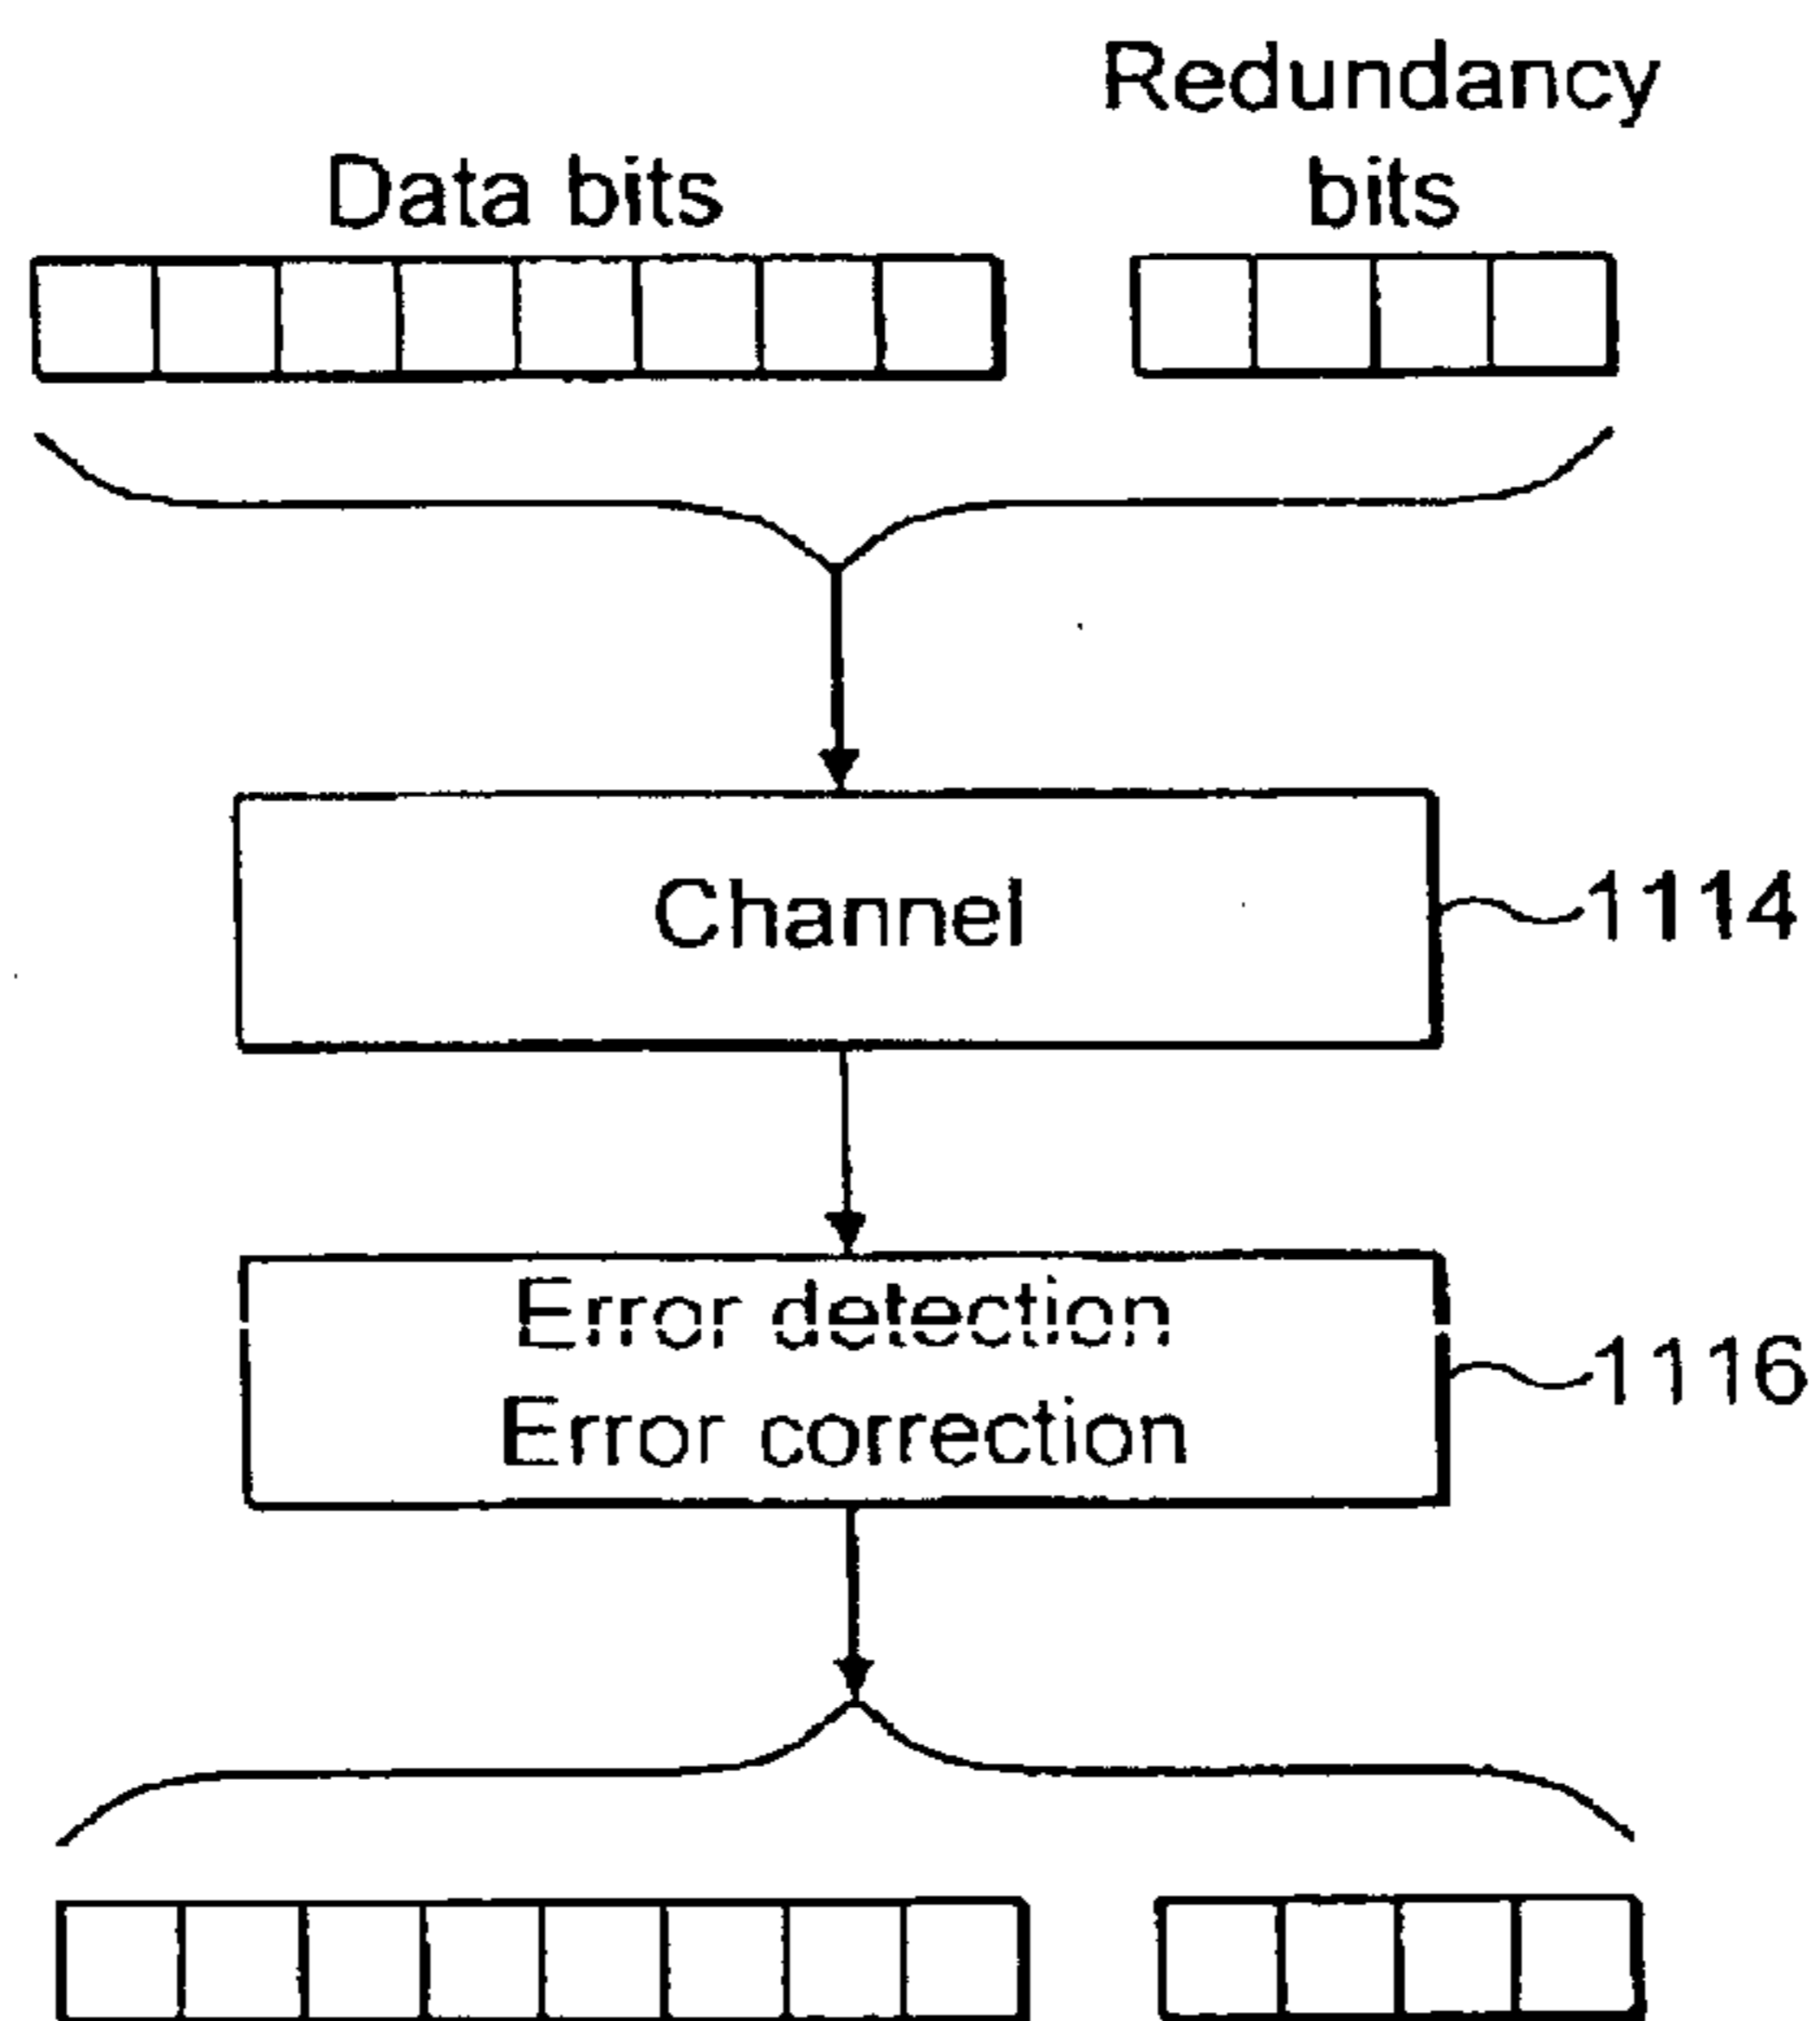 Redundancy
Data bits
bits
Channel
1114
Error detection
Error correction
1116